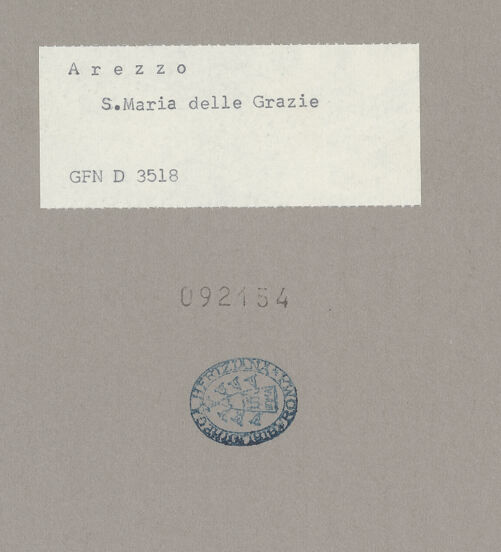 A r e z z o
S.Maria delle Grazie
GFN D 3518
092154